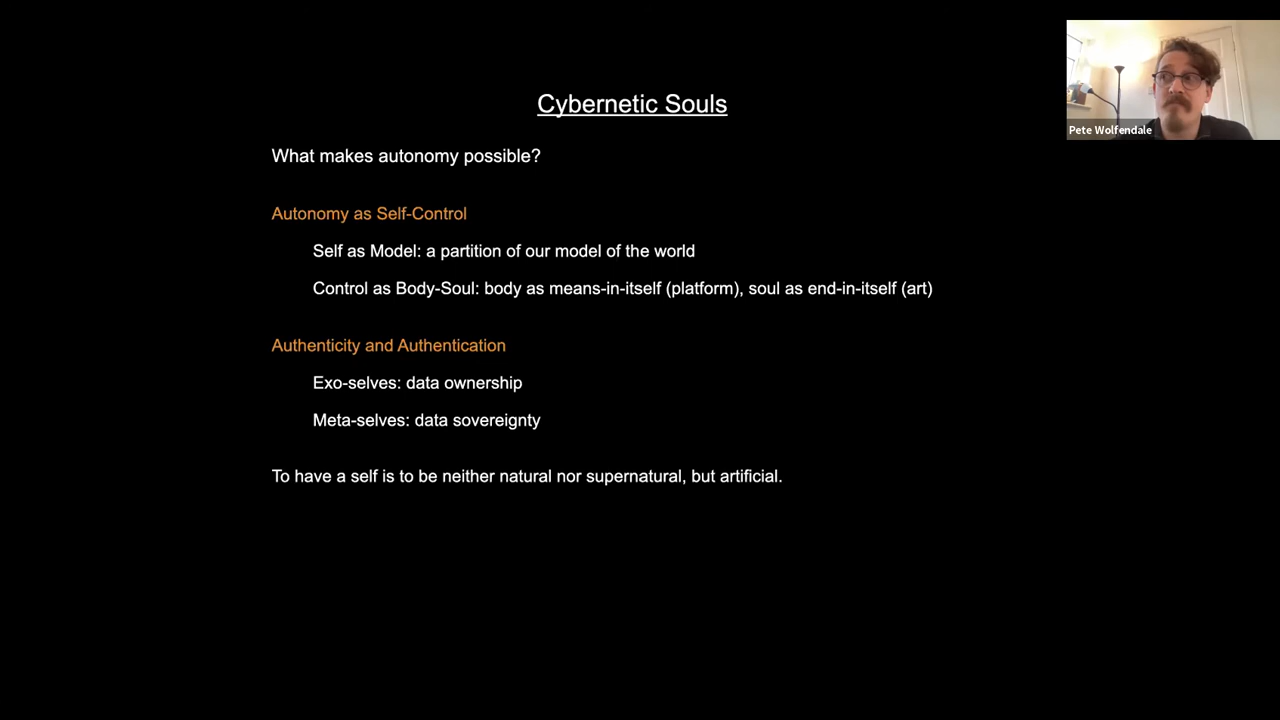 Cybernetic Souls
Pete Wolfendale
What makes autonomy possible?
Autonomy as Self-Control
Self as Model: a partition of our model of the world
Control as Body-Soul: body as means-in-itself (platform), soul as end-in-itself (art)
Authenticity and Authentication
Exo-selves: data ownership
Meta-selves: data sovereignty
To have a self is to be neither natural nor supernatural, but artificial.